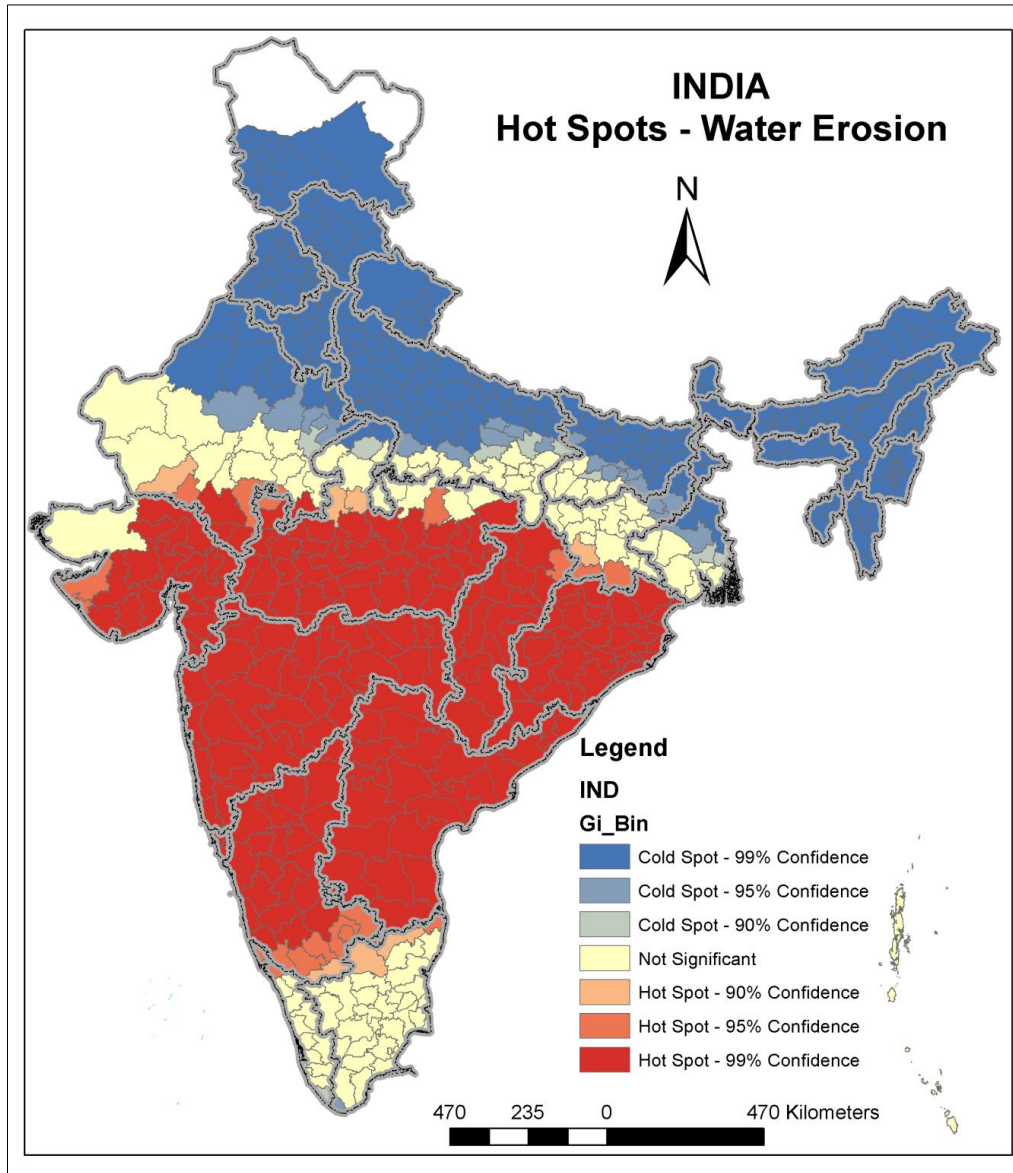 INDIA
Hot Spots - Water Erosion
N
Legend
IND
Gi_Bin
Cold Spot - 99% Confidence
Cold Spot - 95% Confidence
Cold Spot - 90% Confidence
Not Significant
Hot Spot - 90% Confidence
Hot Spot - 95% Confidence
Hot Spot - 99% Confidence
470 235 0 470 Kilometers